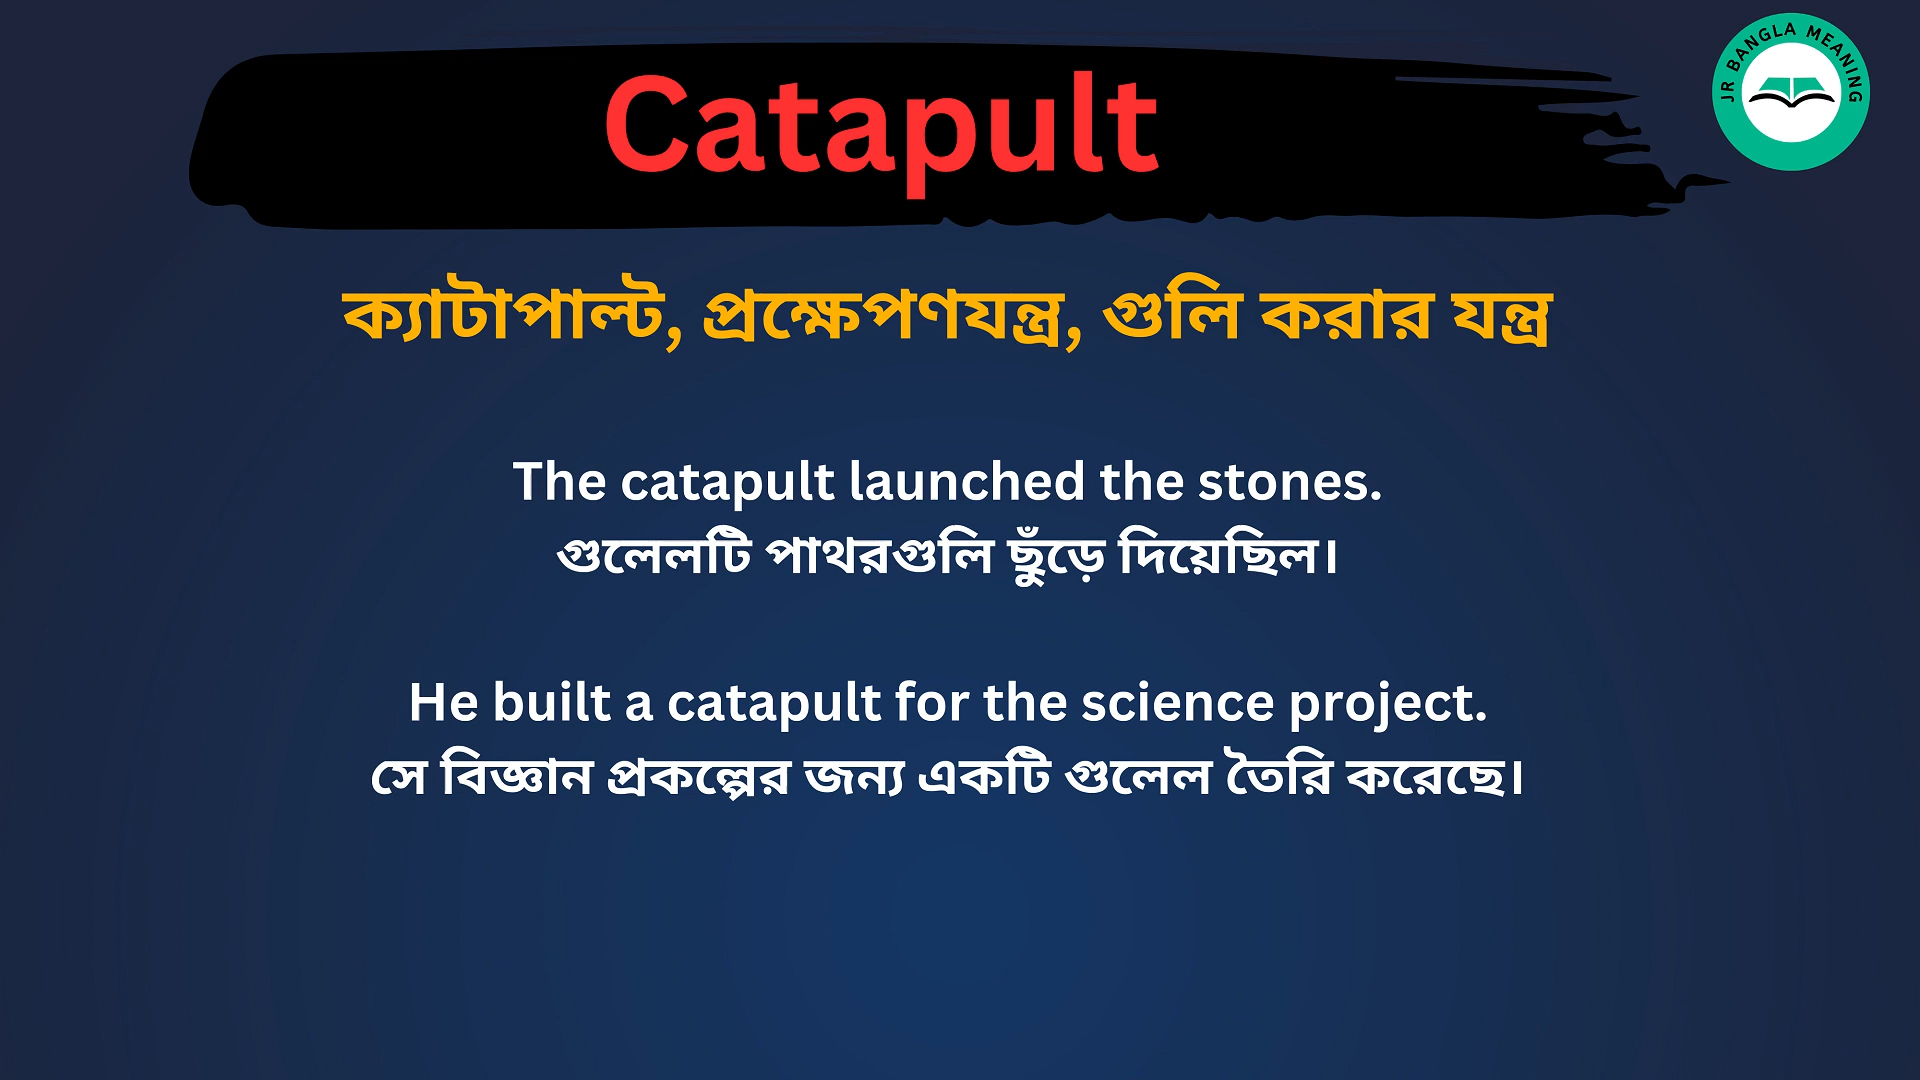 Catapult
JR BANGLA MEANING
ক্যাটাপাল্ট, প্রক্ষেপণযন্ত্র, গুলি করার যন্ত্র
The catapult launched the stones.
গুলেলটি পাথরগুলি ছুঁড়ে দিয়েছিল।
He built a catapult for the science project.
সে বিজ্ঞান প্রকল্পের জন্য একটি গুলেল তৈরি করেছে।